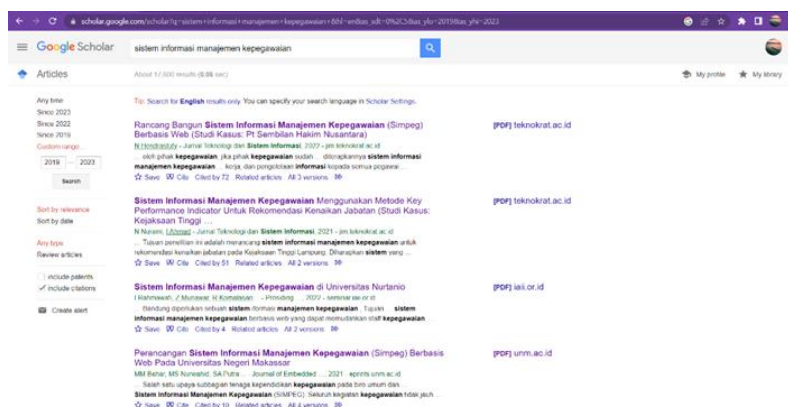 scholar.google.com/scholar?q=sistem+informasi+manajemen+kepegawaian+&hl=en&as_sdt=0%2C5&as_ylo=2019&as_yhi=2023
Google Scholar
sistem informasi manajemen kepegawaian
Articles
About 17,600 results (0.06 sec)
My profile
My library
Any time
Since 2023
Since 2022
Since 2019
Custom range...
2019 — 2023
Search
Sort by relevance
Sort by date
Any type
Review articles
include patents
include citations
Create alert
Tip: Search for English results only. You can specify your search language in Scholar Settings.
Rancang Bangun Sistem Informasi Manajemen Kepegawaian (Simpeg)
Berbasis Web (Studi Kasus: Pt Sembilan Hakim Nusantara)
N Hendrastuty - Jurnal Teknologi dan Sistem Informasi, 2022 - jim.teknokrat.ac.id
... oleh pihak kepegawaian, jika pihak kepegawaian sudah ... diterapkannya sistem informasi
manajemen kepegawaian ... kerja, dan pengelolaan informasi kepada semua pegawai ...
Save Cite Cited by 72 Related articles All 3 versions
[PDF] teknokrat.ac.id
Sistem Informasi Manajemen Kepegawaian Menggunakan Metode Key
Performance Indicator Untuk Rekomendasi Kenaikan Jabatan (Studi Kasus:
Kejaksaan Tinggi ...
N Nuraini, I Ahmad - Jurnal Teknologi dan Sistem Informasi, 2021 - jim.teknokrat.ac.id
... Tujuan penelitian ini adalah merancang sistem informasi manajemen kepegawaian untuk
rekomendasi kenaikan jabatan pada Kejaksaan Tinggi Lampung. Diharapkan sistem yang ...
Save Cite Cited by 51 Related articles All 2 versions
[PDF] teknokrat.ac.id
Sistem Informasi Manajemen Kepegawaian di Universitas Nurtanio
I Rahmawati, Z Munawar, R Komalasari - Prosiding ..., 2022 - seminar.iaii.or.id
... Bandung diperlukan sebuah sistem iformasi manajemen kepegawaian. Tujuan ... sistem
informasi manajemen kepegawaian berbasis web yang dapat memudahkan staff kepegawaian ...
Save Cite Cited by 4 Related articles All 2 versions
[PDF] iaii.or.id
Perancangan Sistem Informasi Manajemen Kepegawaian (Simpeg) Berbasis
Web Pada Universitas Negeri Makassar
MM Bahar, MS Nurwahid, SA Putra... - Journal of Embedded ..., 2021 - eprints.unm.ac.id
... Salah satu upaya subbagian tenaga kependidikan kepegawaian pada biro umum dan ...
Sistem Informasi Manajemen Kepegawaian (SIMPEG). Seluruh kegiatan kepegawaian tidak jauh ...
Save Cite Cited by 10 Related articles All 4 versions
[PDF] unm.ac.id